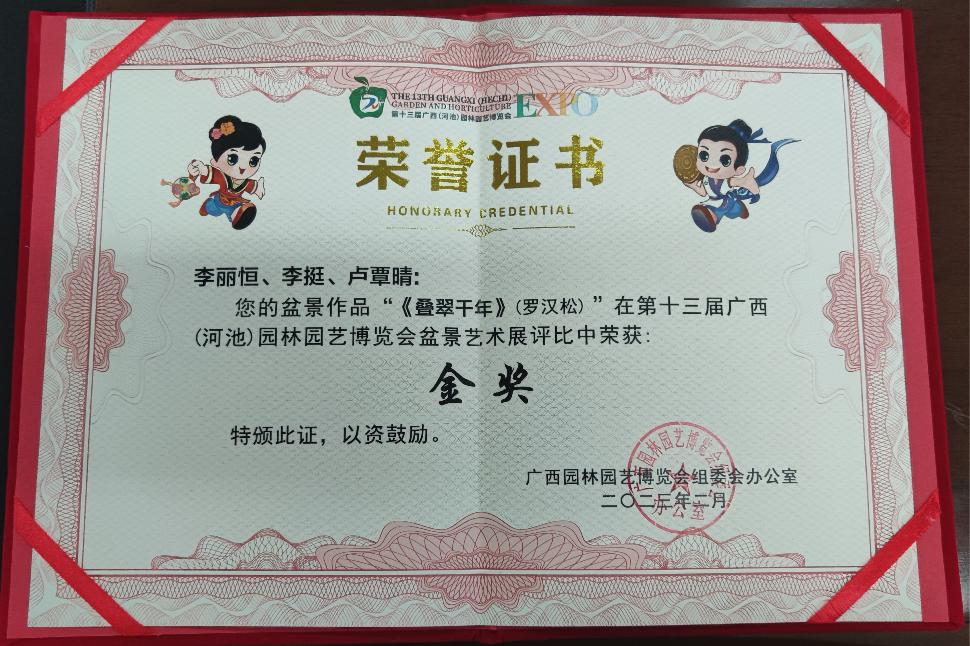 THE 13TH GUANGXI (HECHI)
GARDEN AND HORTICULTURE
EXPO
第十三届广西(河池)园林园艺博览会
荣誉证书
HONORARY CREDENTIAL
李丽恒、李挺、卢覃晴:
您的盆景作品“《叠翠千年》(罗汉松)”在第十三届广西
(河池)园林园艺博览会盆景艺术展评比中荣获:
金奖
特颁此证，以资鼓励。
广西园林园艺博览会组委会办公室
二〇二三年二月
办公室